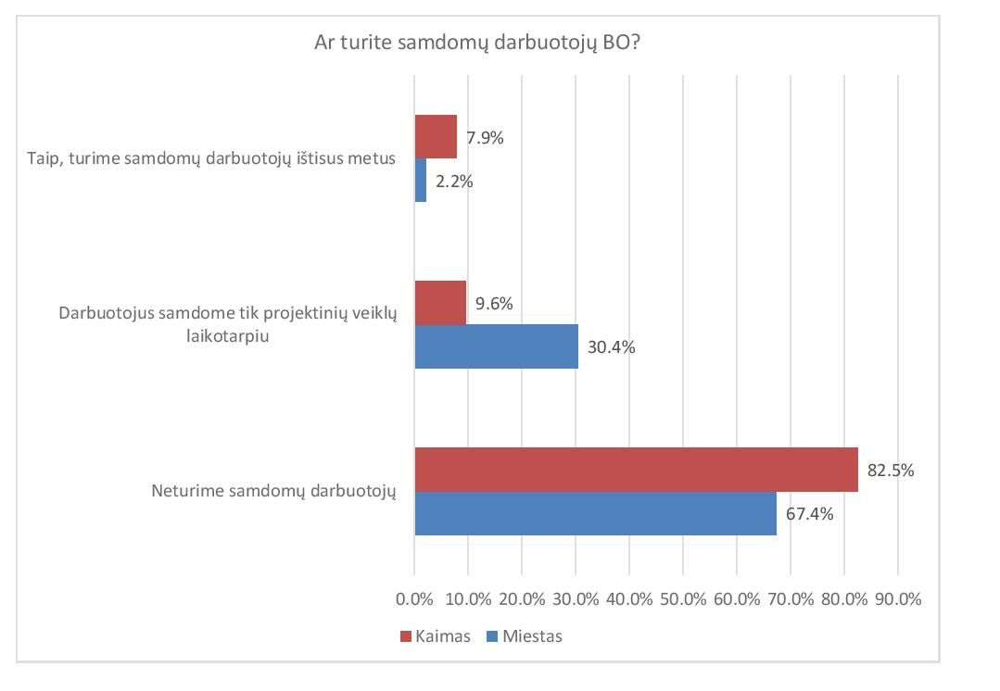 Ar turite samdomų darbuotojų BO?
Taip, turime samdomų darbuotojų ištisus metus
7.9%
2.2%
Darbuotojus samdome tik projektinių veiklų
laikotarpiu
9.6%
30.4%
Neturime samdomų darbuotojų
82.5%
67.4%
0.0% 10.0% 20.0% 30.0% 40.0% 50.0% 60.0% 70.0% 80.0% 90.0%
Kaimas Miestas